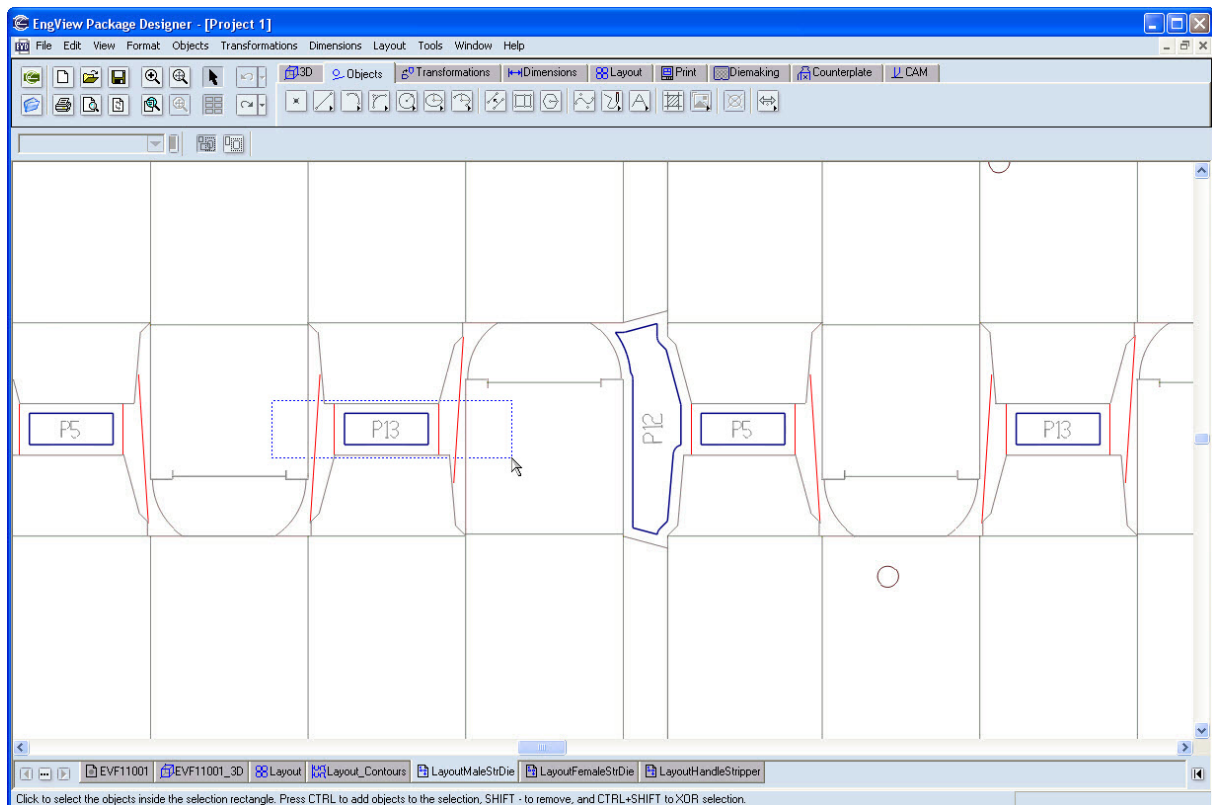 EngView Package Designer - [Project 1]
File Edit View Format Objects Transformations Dimensions Layout Tools Window Help
3D Objects Transformations Dimensions Layout Print Diemaking Counterplate CAM
P5 P13 P12 P5 P13
EVF11001 EVF11001_3D Layout Layout_Contours LayoutMaleStrDie LayoutFemaleStrDie LayoutHandleStripper
Click to select the objects inside the selection rectangle. Press CTRL to add objects to the selection, SHIFT - to remove, and CTRL+SHIFT to XOR selection.